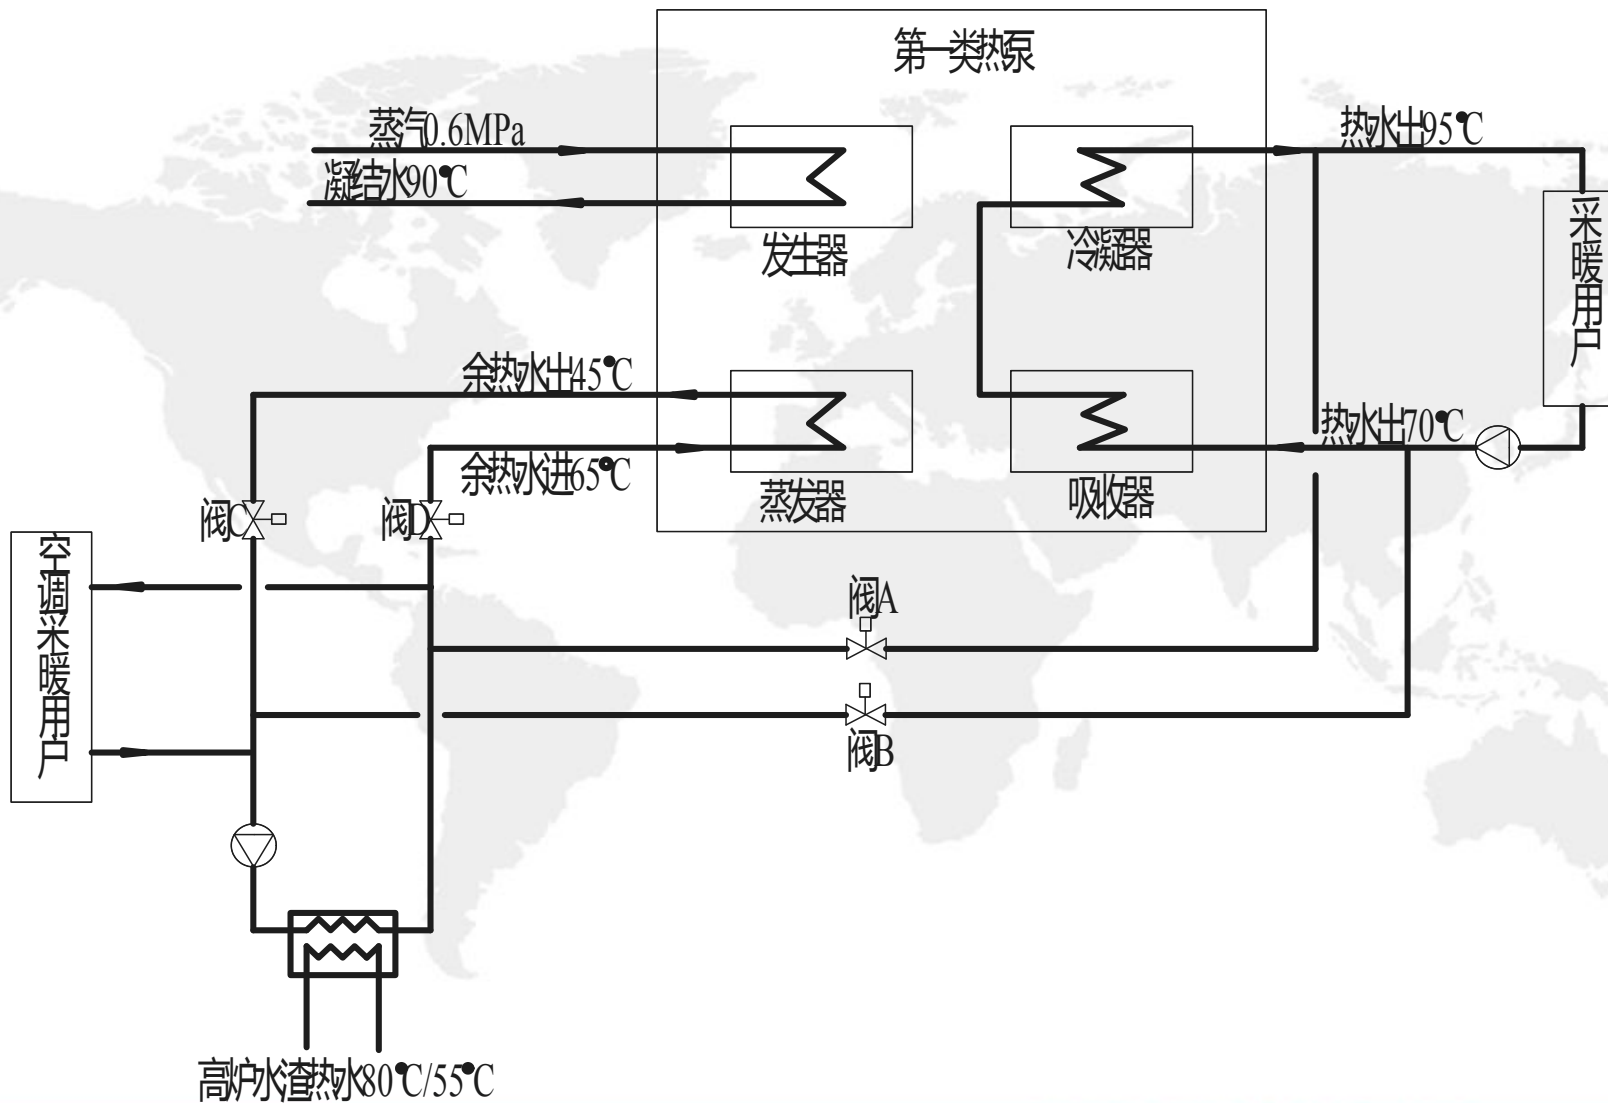 第一类热泵
蒸汽0.6MPa
凝结水90℃
热水出95℃
采暖用户
发生器
冷凝器
余热水出45℃
余热水进65℃
热水出70℃
蒸发器
吸收器
阀C
阀D
空调采暖用户
阀A
阀B
高炉水渣热水80℃/55℃